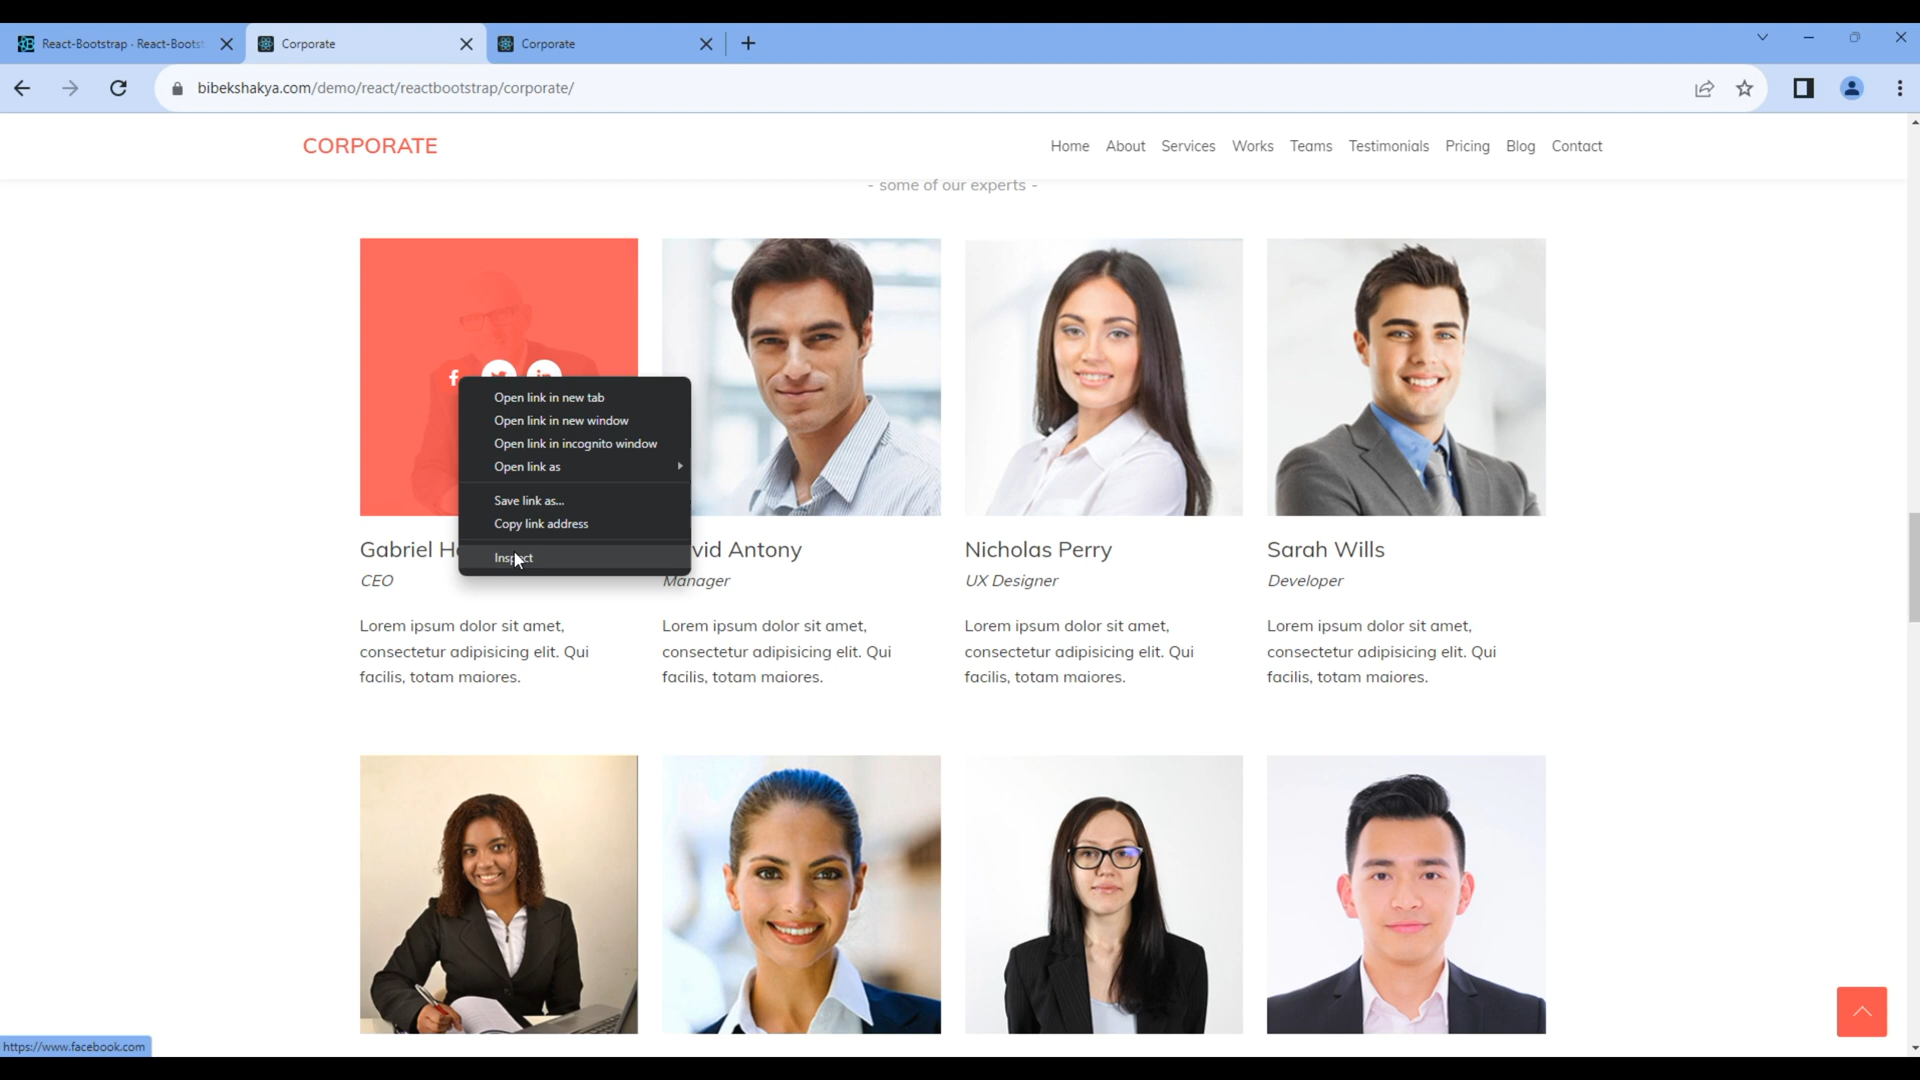 React-Bootstrap · React-Boots
Corporate
Corporate
bibekshakya.com/demo/react/reactbootstrap/corporate/
CORPORATE
Home About Services Works Teams Testimonials Pricing Blog Contact
- some of our experts -
Open link in new tab
Open link in new window
Open link in incognito window
Open link as
Save link as...
Copy link address
Inspect
Gabriel
CEO
Lorem ipsum dolor sit amet,
consectetur adipisicing elit. Qui
facilis, totam maiores.
vid Antony
Manager
Lorem ipsum dolor sit amet,
consectetur adipisicing elit. Qui
facilis, totam maiores.
Nicholas Perry
UX Designer
Lorem ipsum dolor sit amet,
consectetur adipisicing elit. Qui
facilis, totam maiores.
Sarah Wills
Developer
Lorem ipsum dolor sit amet,
consectetur adipisicing elit. Qui
facilis, totam maiores.
https://www.facebook.com